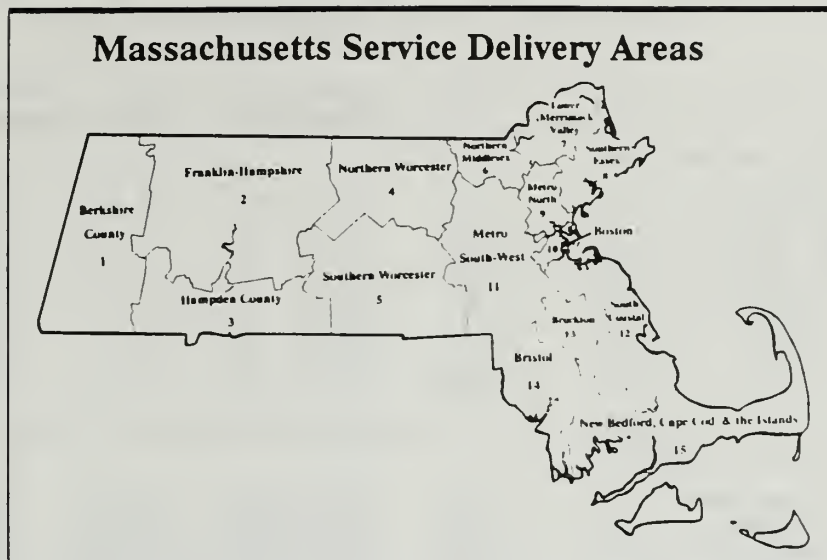 Massachusetts Service Delivery Areas
Lower
Merrimack
Valley
7
Northern
Middlesex
6
Southern
Essex
8
Franklin-Hampshire
2
Northern Worcester
4
Metro
North
9
Berkshire
County
1
Metro
South-West
11
Boston
10
Southern Worcester
5
Hampden County
3
South
Coastal
12
Brockton
13
Bristol
14
New Bedford, Cape Cod & the Islands
15